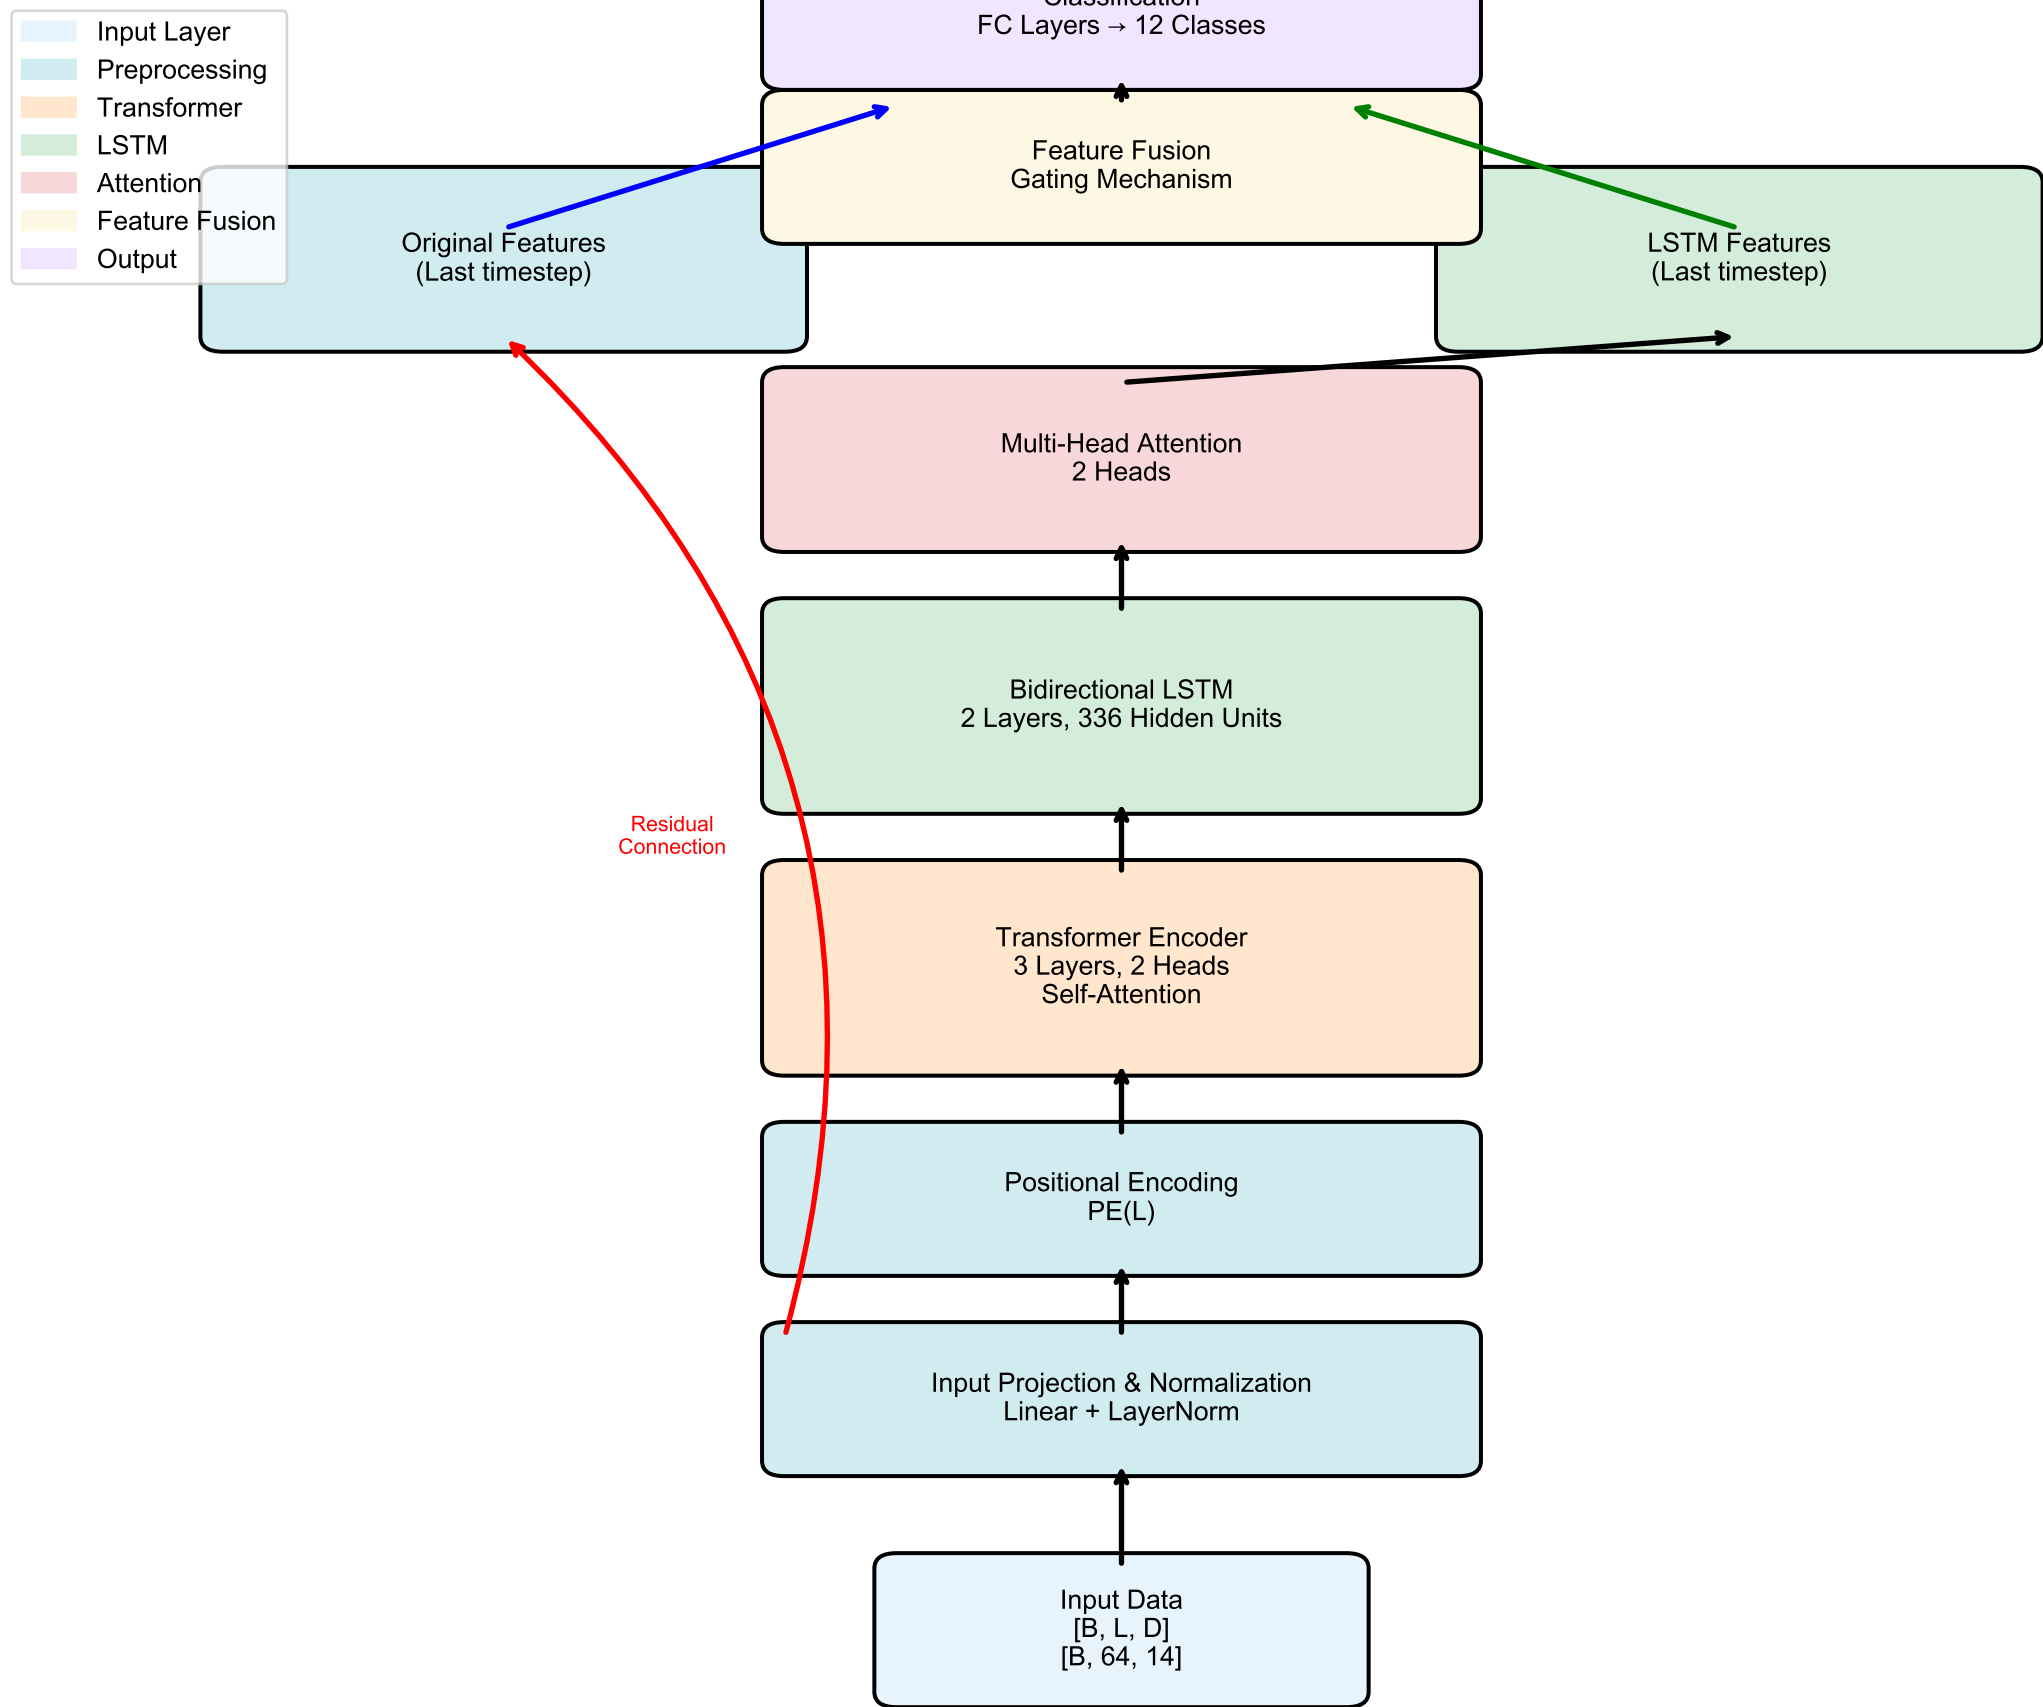 Input Layer
Preprocessing
Transformer
LSTM
Attention
Feature Fusion
Output
Classification
FC Layers → 12 Classes
Feature Fusion
Gating Mechanism
Original Features
(Last timestep)
LSTM Features
(Last timestep)
Multi-Head Attention
2 Heads
Bidirectional LSTM
2 Layers, 336 Hidden Units
Residual
Connection
Transformer Encoder
3 Layers, 2 Heads
Self-Attention
Positional Encoding
PE(L)
Input Projection & Normalization
Linear + LayerNorm
Input Data
[B, L, D]
[B, 64, 14]